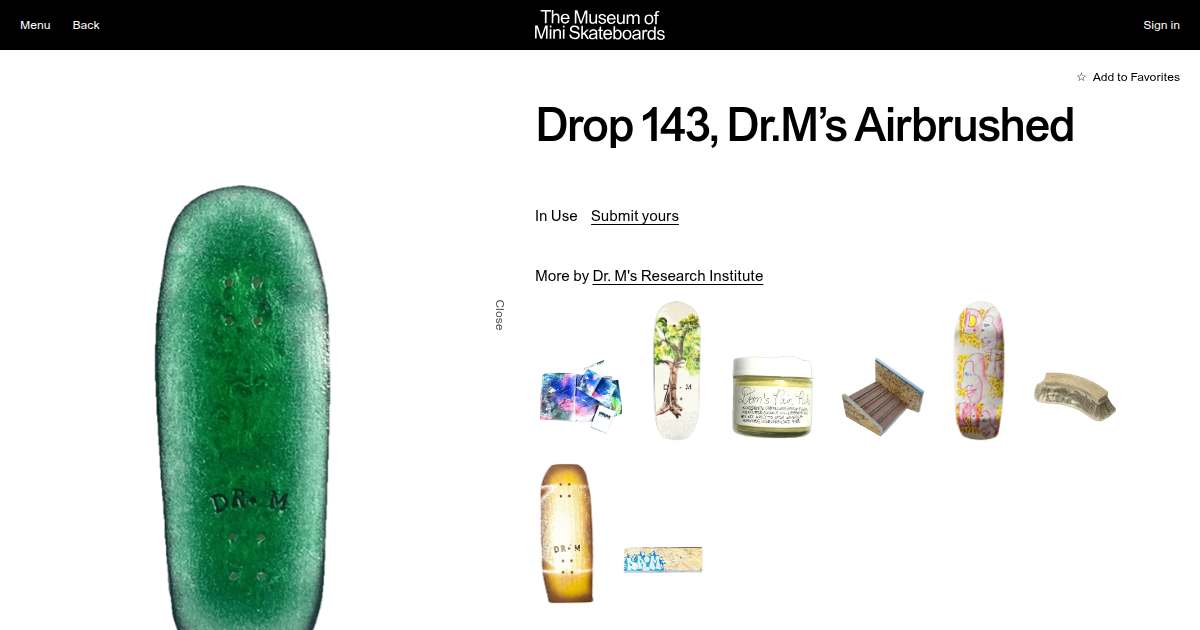 Menu
Back
The Museum of
Mini Skateboards
Sign in
☆ Add to Favorites
Drop 143, Dr.M’s Airbrushed
In Use
Submit yours
More by Dr. M's Research Institute
Close
DR. M
DR. M
DR. M